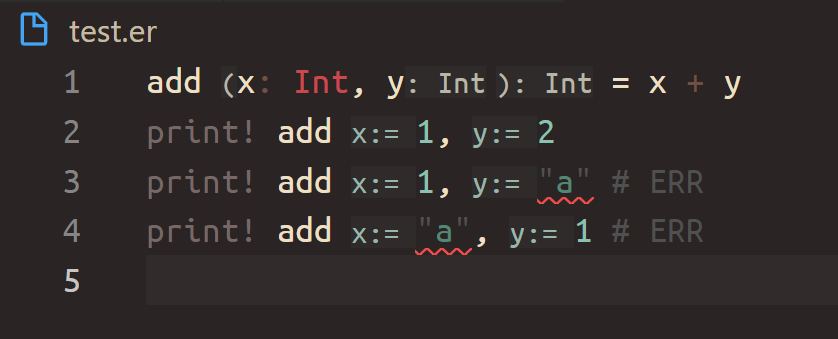 test.er
1 add (x: Int, y: Int): Int = x + y
2 print! add x:= 1, y:= 2
3 print! add x:= 1, y:= "a" # ERR
4 print! add x:= "a", y:= 1 # ERR
5